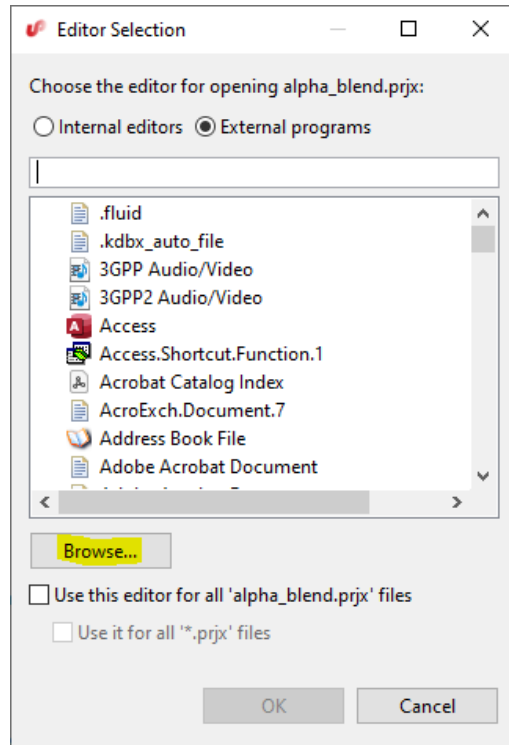 Editor Selection
Choose the editor for opening alpha_blend.prjx:
Internal editors External programs
.fluid
.kdbx_auto_file
3GPP Audio/Video
3GPP2 Audio/Video
Access
Access.Shortcut.Function.1
Acrobat Catalog Index
AcroExch.Document.7
Address Book File
Adobe Acrobat Document
Browse...
Use this editor for all 'alpha_blend.prjx' files
Use it for all '*.prjx' files
OK Cancel